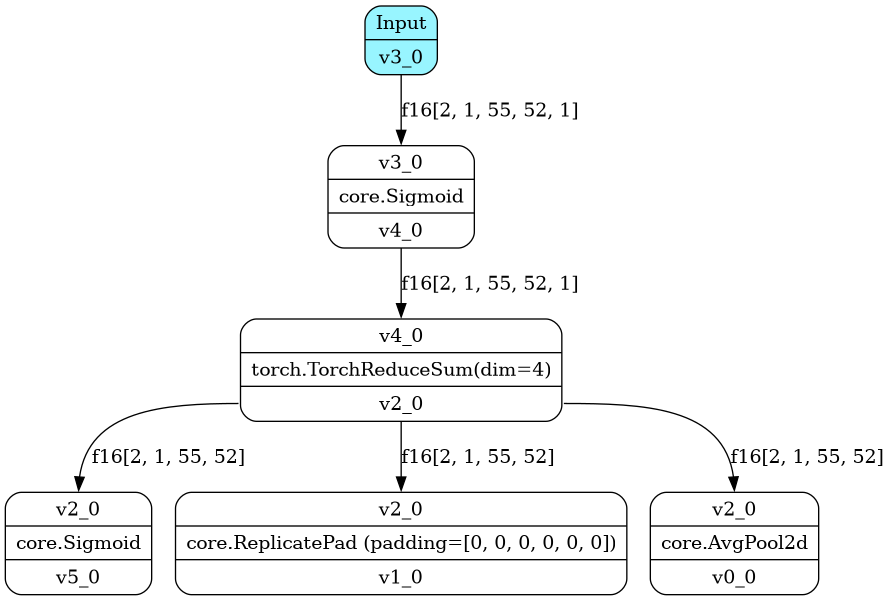 Input
v3_0
f16[2, 1, 55, 52, 1]
v3_0
core.Sigmoid
v4_0
f16[2, 1, 55, 52, 1]
v4_0
torch.TorchReduceSum(dim=4)
v2_0
f16[2, 1, 55, 52]
f16[2, 1, 55, 52]
f16[2, 1, 55, 52]
v2_0
core.Sigmoid
v5_0
v2_0
core.ReplicatePad (padding=[0, 0, 0, 0, 0, 0])
v1_0
v2_0
core.AvgPool2d
v0_0